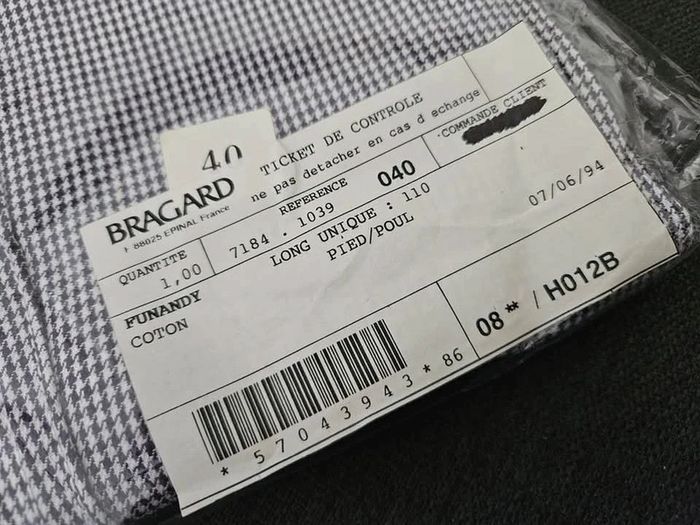 40
TICKET DE CONTROLE
ne pas detacher en cas d echange
COMMANDE CLIENT
BRAGARD
F 88025 EPINAL France
REFERENCE
040
QUANTITE
1,00
7184 . 1039
LONG UNIQUE : 110
PIED/POUL
07/06/94
FUNANDY
COTON
08** / H012B
* 57043943 * 86